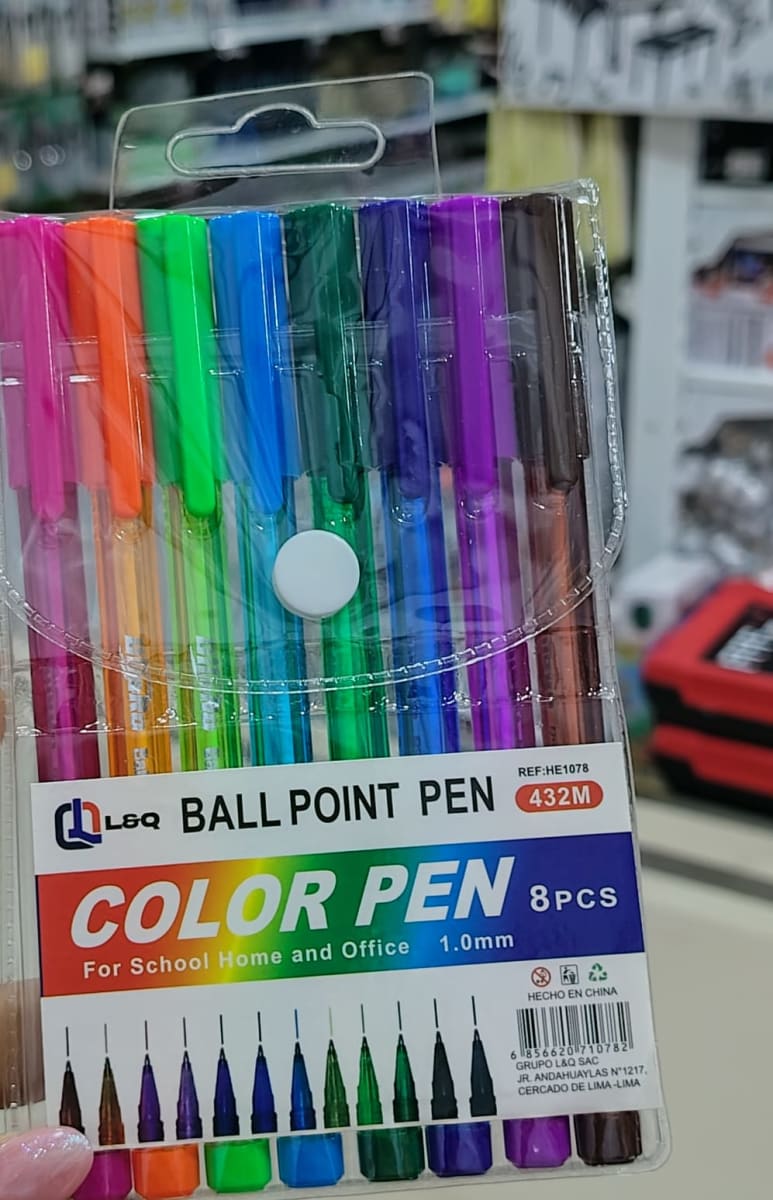 L&Q BALL POINT PEN
REF:HE1078
432M
COLOR PEN 8PCS
For School Home and Office 1.0mm
HECHO EN CHINA
6 856620 710782
GRUPO L&Q SAC
JR. ANDAHUAYLAS N°1217.
CERCADO DE LIMA-LIMA